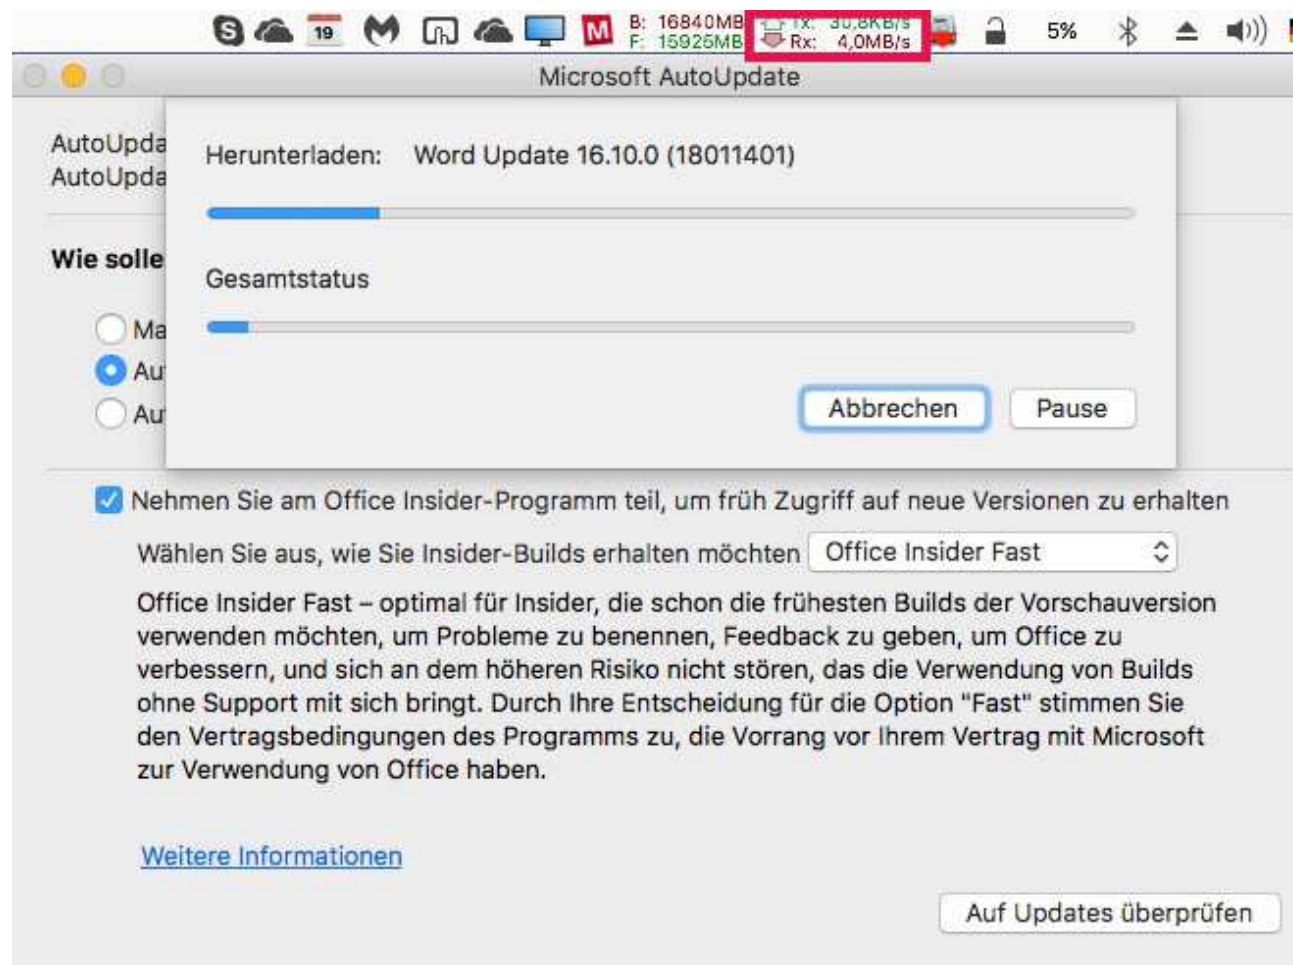 19
B: 16840MB
F: 15925MB
Tx: 30,8KB/s
Rx: 4,0MB/s
5%
Microsoft AutoUpdate
AutoUpda
AutoUpda
Herunterladen: Word Update 16.10.0 (18011401)
Wie solle
Gesamtstatus
Ma
Au
Au
Abbrechen Pause
Nehmen Sie am Office Insider-Programm teil, um früh Zugriff auf neue Versionen zu erhalten
Wählen Sie aus, wie Sie Insider-Builds erhalten möchten Office Insider Fast
Office Insider Fast – optimal für Insider, die schon die frühesten Builds der Vorschauversion
verwenden möchten, um Probleme zu benennen, Feedback zu geben, um Office zu
verbessern, und sich an dem höheren Risiko nicht stören, das die Verwendung von Builds
ohne Support mit sich bringt. Durch Ihre Entscheidung für die Option "Fast" stimmen Sie
den Vertragsbedingungen des Programms zu, die Vorrang vor Ihrem Vertrag mit Microsoft
zur Verwendung von Office haben.
Weitere Informationen
Auf Updates überprüfen